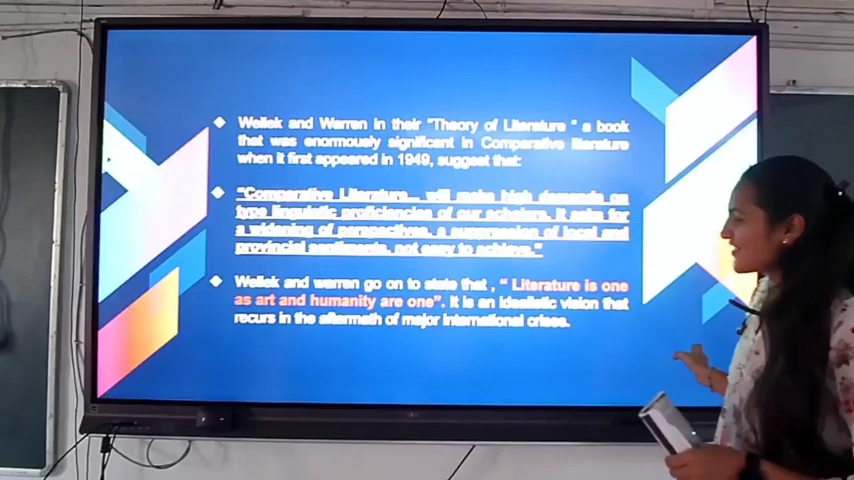 Wellek and Warren in their "Theory of Literature " a book
that was enormously significant in Comparative literature
when it first appeared in 1949, suggest that:
"Comparative Literature... will make high demands on
type linguistic proficiencies of our scholars. It asks for
a widening of perspectives, a suppression of local and
provincial sentiments, not easy to achieve."
Wellek and warren go on to state that , " Literature is one
as art and humanity are one". It is an idealistic vision that
recurs in the aftermath of major international crises.